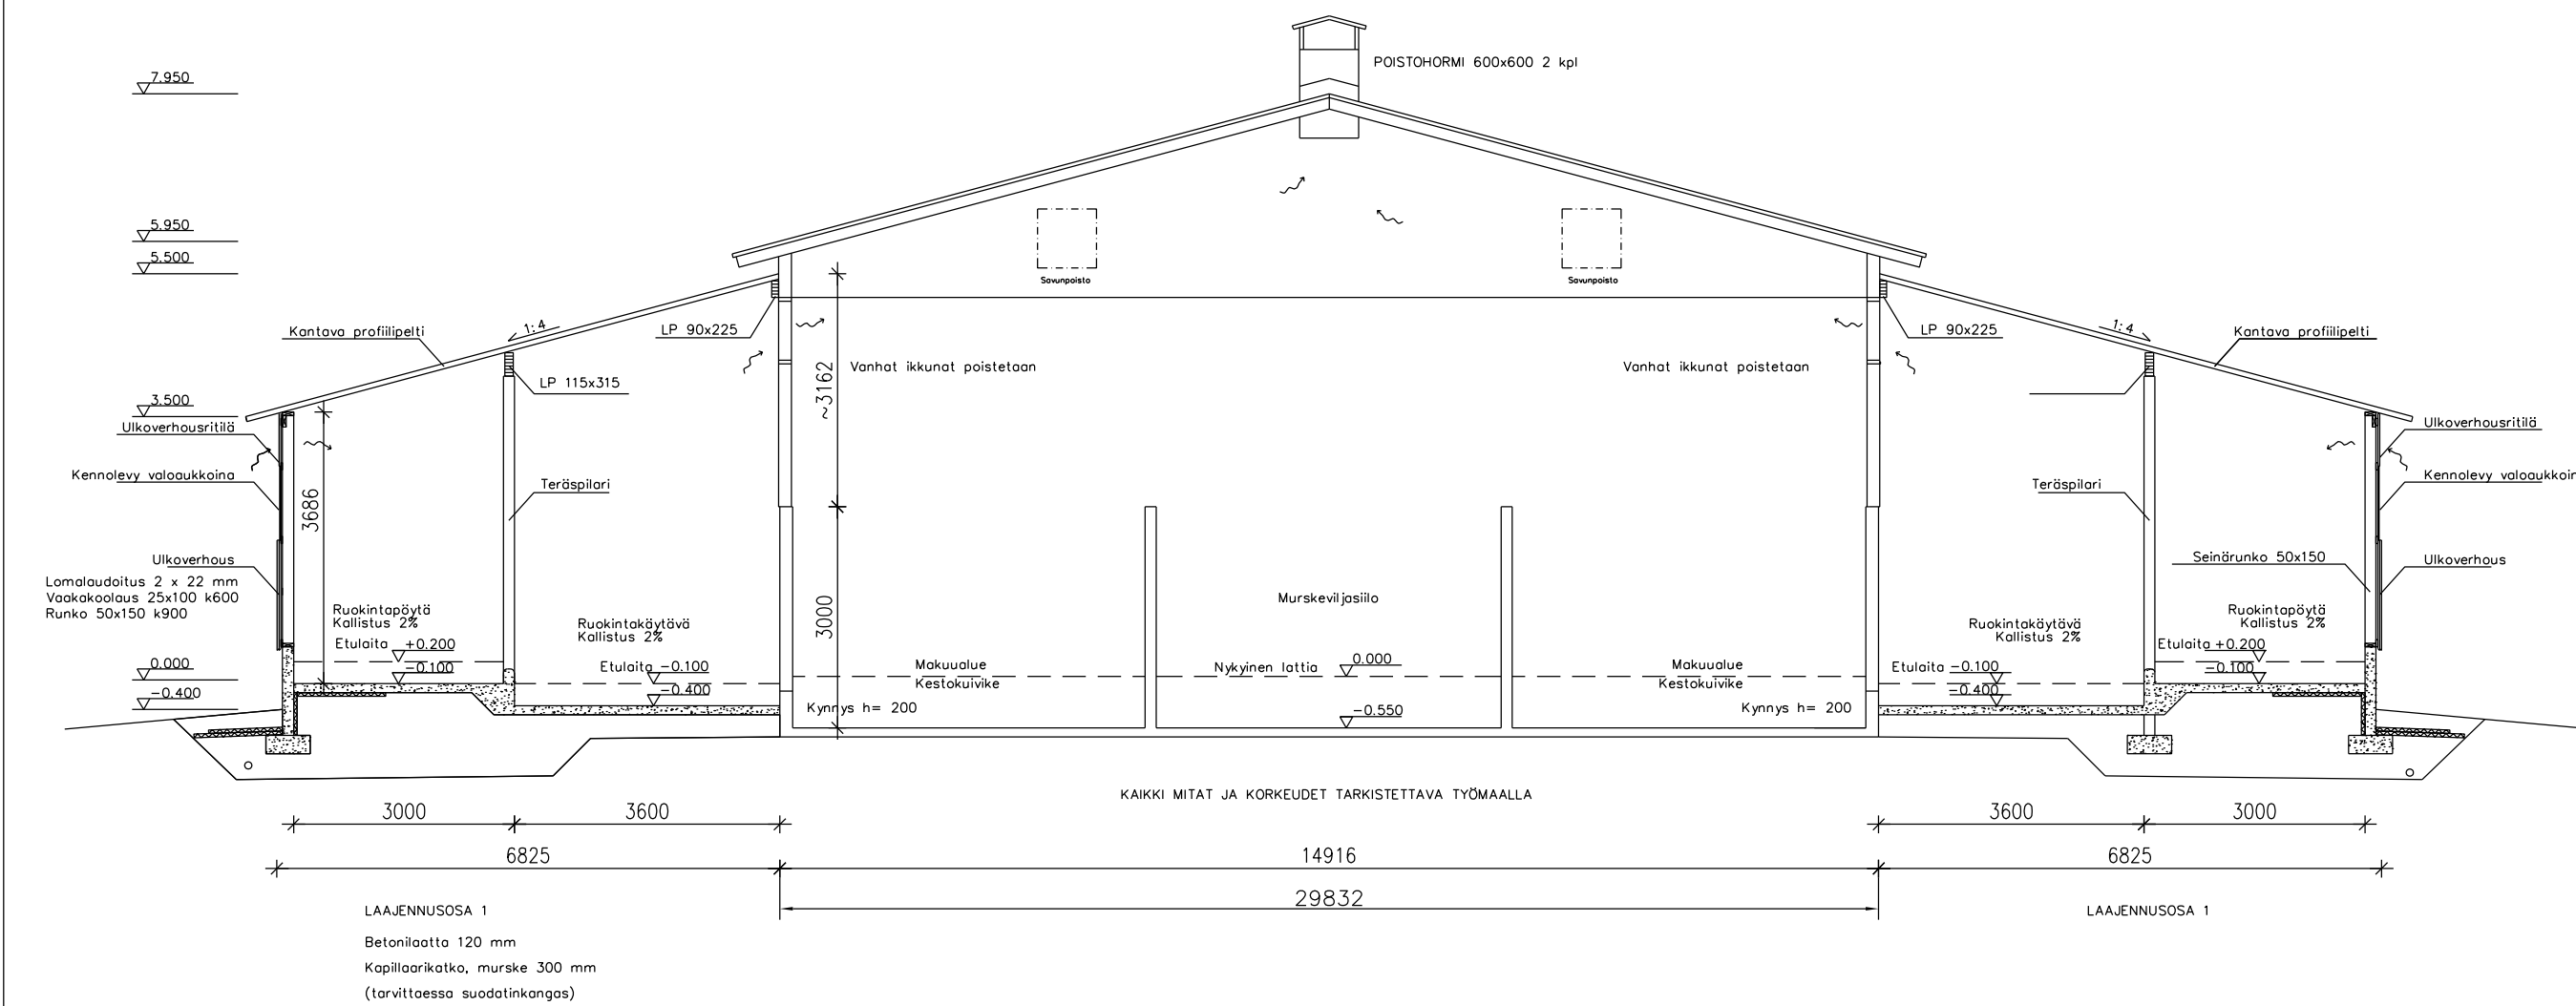 7.950
POISTOHORMI 600x600 2 kpl
5.950
5.500
Savunpoisto
Savunpoisto
Kantava profiilipelti
1:4
LP 90x225
LP 90x225
1:4
Kantava profiilipelti
~3162
Vanhat ikkunat poistetaan
Vanhat ikkunat poistetaan
LP 115x315
3.500
Ulkoverhousritilä
Ulkoverhousritilä
Kennolevy valoaukkoina
Kennolevy valoaukkoin
3686
Teräspilari
Teräspilari
Ulkoverhous
Seinärunko 50x150
Ulkoverhous
Lomalaudoitus 2 x 22 mm
Vaakakoolaus 25x100 k600
Runko 50x150 k900
3000
Murskeviljasiilo
Ruokintapöytä
Kallistus 2%
Ruokintakäytävä
Kallistus 2%
Ruokintakäytävä
Kallistus 2%
Ruokintapöytä
Kallistus 2%
Etulaita +0.200
-0.100
Etulaita -0.100
-0.400
Makuualue
Kestokuivike
Nykyinen lattia 0.000
Makuualue
Kestokuivike
Etulaita -0.100
-0.400
Etulaita +0.200
-0.100
0.000
-0.400
Kynnys h= 200
-0.550
Kynnys h= 200
KAIKKI MITAT JA KORKEUDET TARKISTETTAVA TYÖMAALLA
3000
3600
3600
3000
6825
14916
6825
29832
LAAJENNUSOSA 1
LAAJENNUSOSA 1
Betonilaatta 120 mm
Kapillaarikatko, murske 300 mm
(tarvittaessa suodatinkangas)